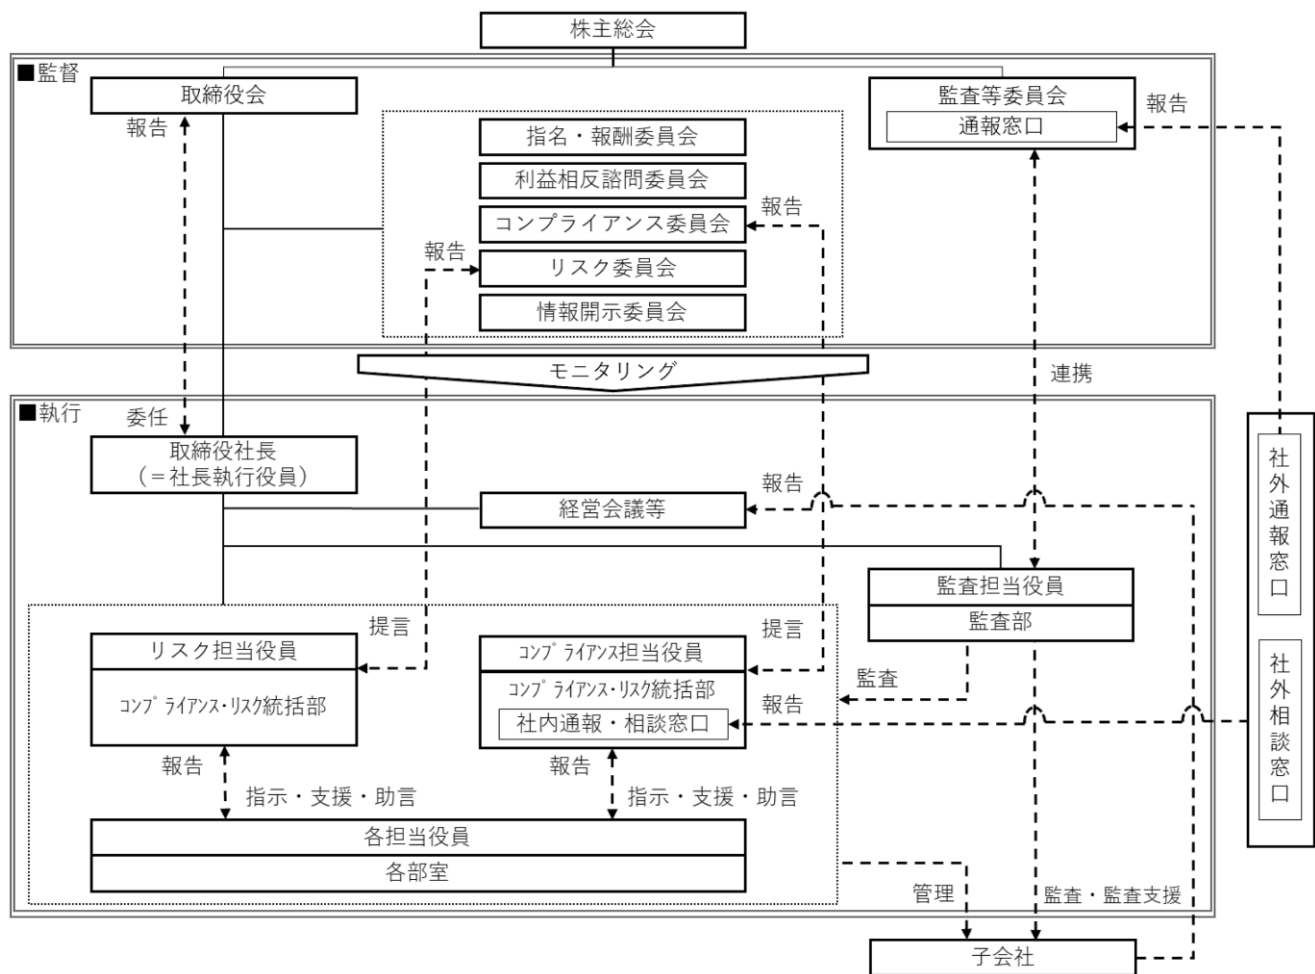 株主総会
■監督
取締役会
監査等委員会
通報窓口
報告
報告
指名・報酬委員会
利益相反諮問委員会
コンプライアンス委員会
報告
報告
リスク委員会
情報開示委員会
モニタリング
連携
■執行
委任
取締役社長
（＝社長執行役員）
経営会議等
報告
社外通報窓口
監査担当役員
監査部
提言
リスク担当役員
コンプライアンス・リスク統括部
提言
コンプライアンス担当役員
コンプライアンス・リスク統括部
社内通報・相談窓口
監査
報告
社外相談窓口
報告
指示・支援・助言
報告
指示・支援・助言
各担当役員
各部室
管理
監査・監査支援
子会社